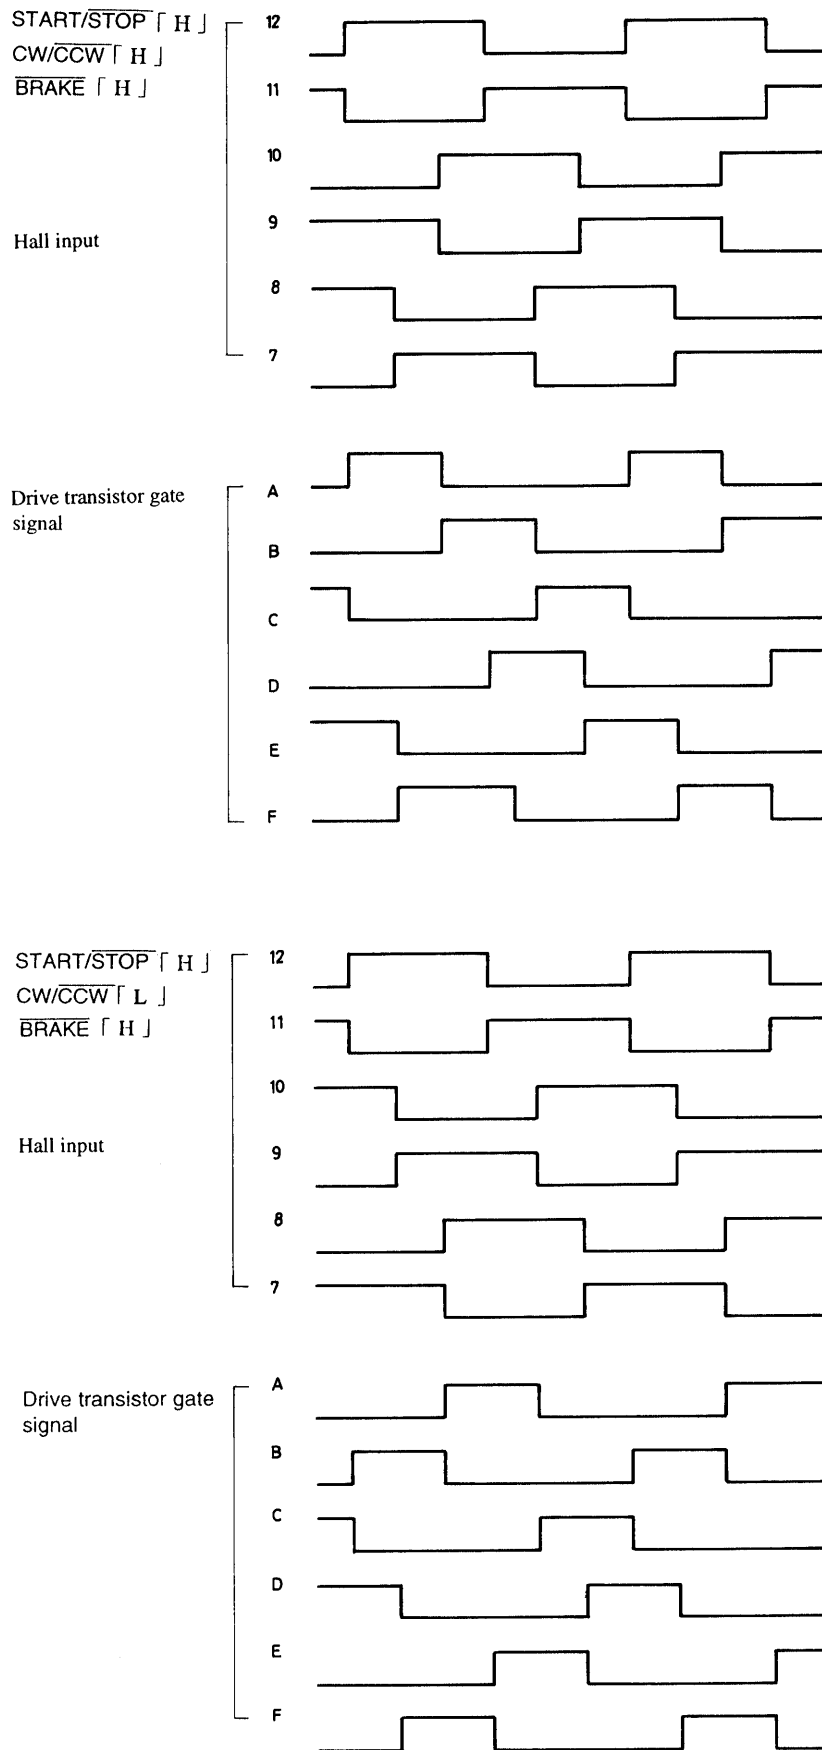 START/STOP「 H 」
12
CW/CCW「 H 」
BRAKE「 H 」
11
10
Hall input
9
8
7
Drive transistor gate
signal
A
B
C
D
E
F
START/STOP「 H 」
12
CW/CCW「 L 」
BRAKE「 H 」
11
10
Hall input
9
8
7
Drive transistor gate
signal
A
B
C
D
E
F